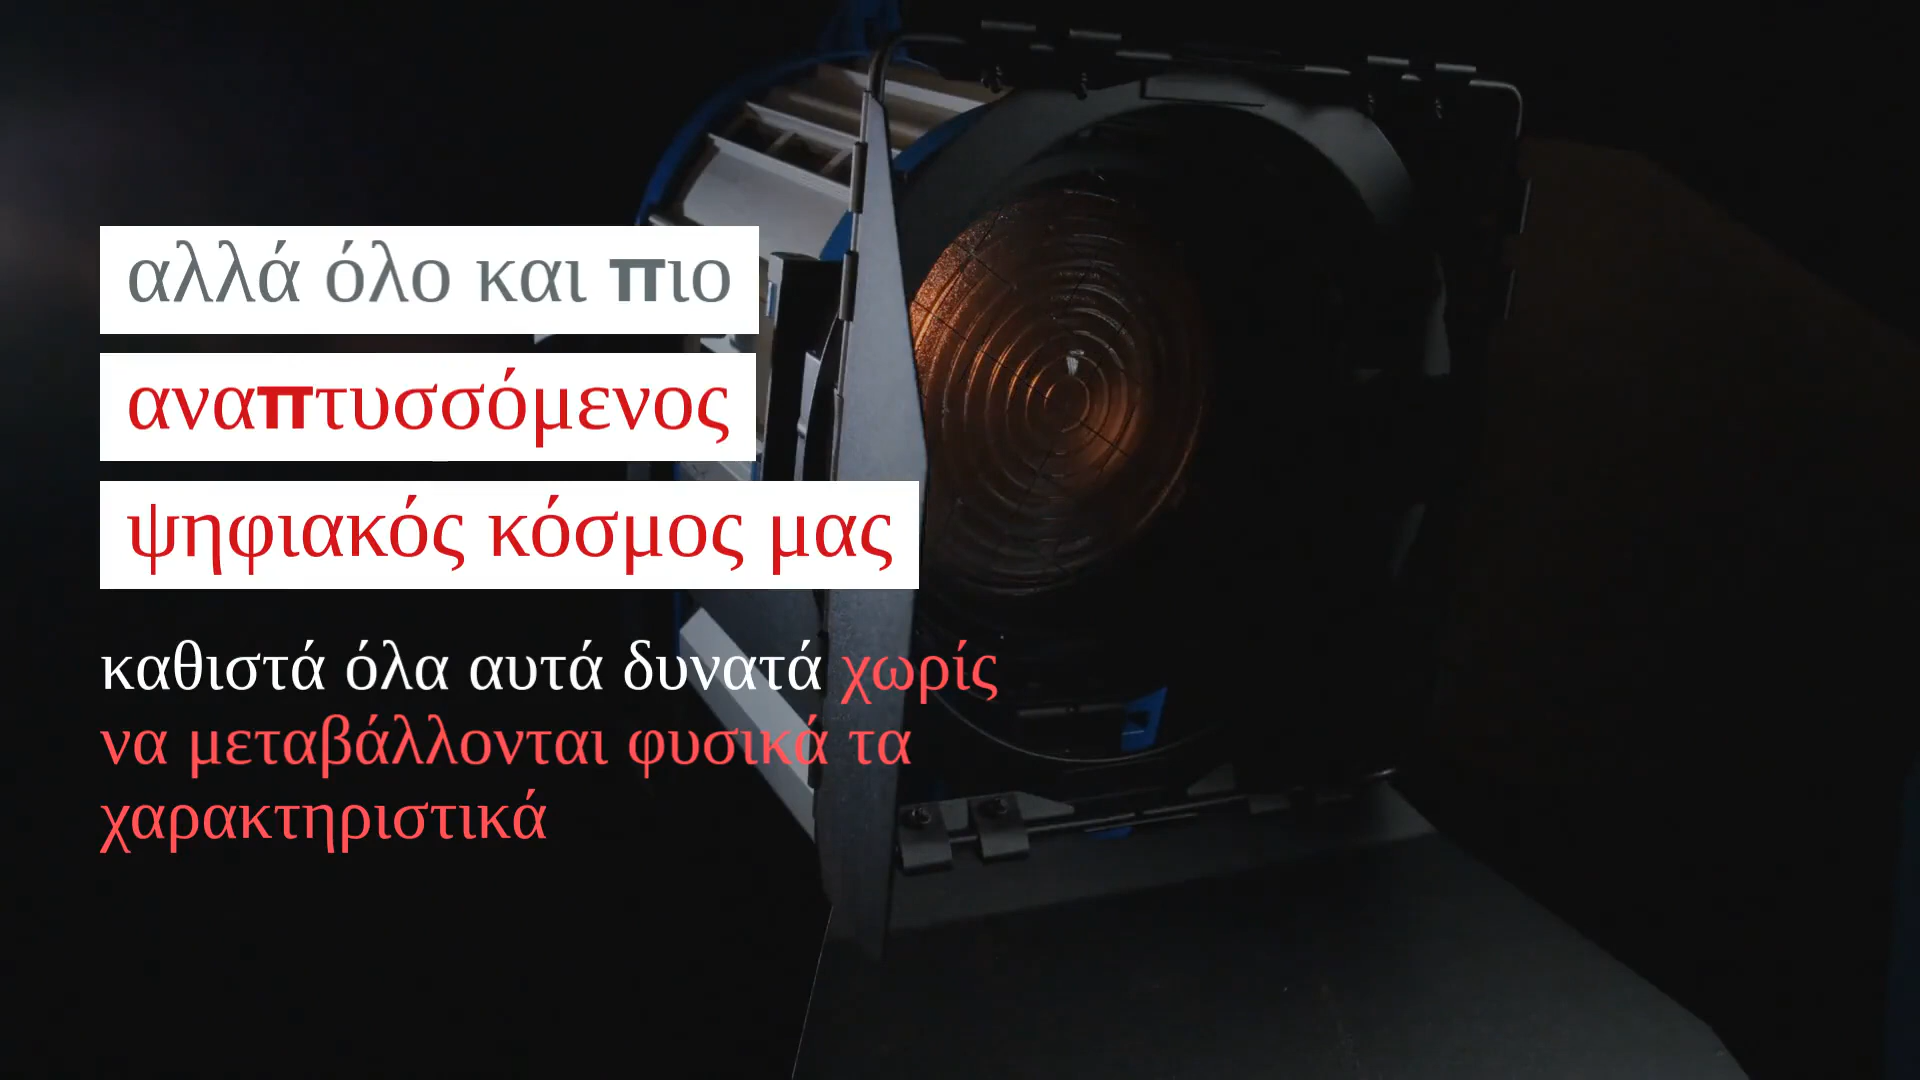 αλλά όλο και πιο
αναπτυσσόμενος
ψηφιακός κόσμος μας
καθιστά όλα αυτά δυνατά χωρίς
να μεταβάλλονται φυσικά τα
χαρακτηριστικά